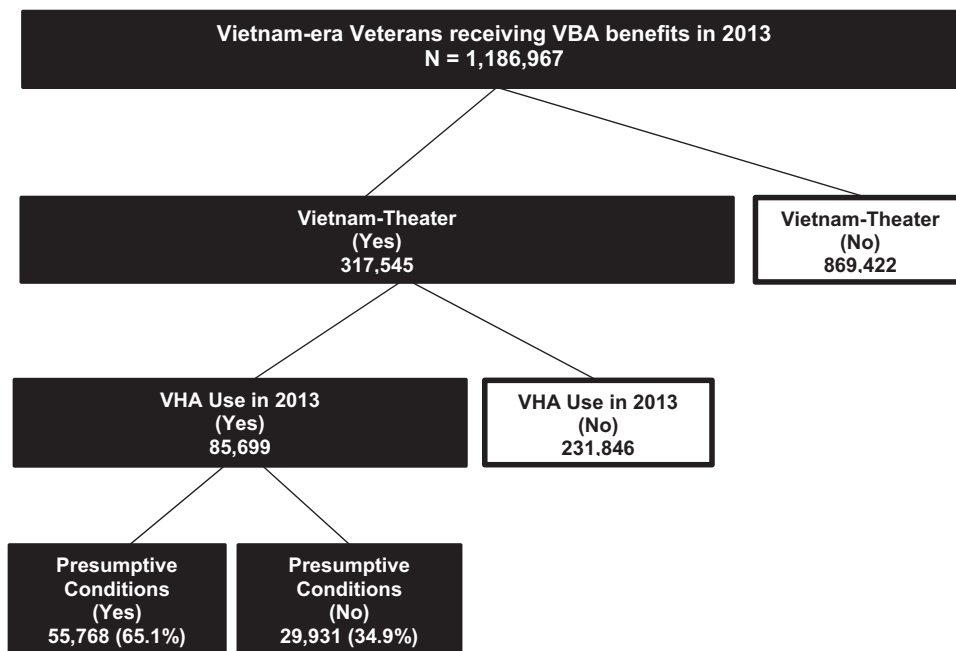 Vietnam-era Veterans receiving VBA benefits in 2013
N = 1,186,967
Vietnam-Theater
(Yes)
317,545
Vietnam-Theater
(No)
869,422
VHA Use in 2013
(Yes)
85,699
VHA Use in 2013
(No)
231,846
Presumptive
Conditions
(Yes)
55,768 (65.1%)
Presumptive
Conditions
(No)
29,931 (34.9%)